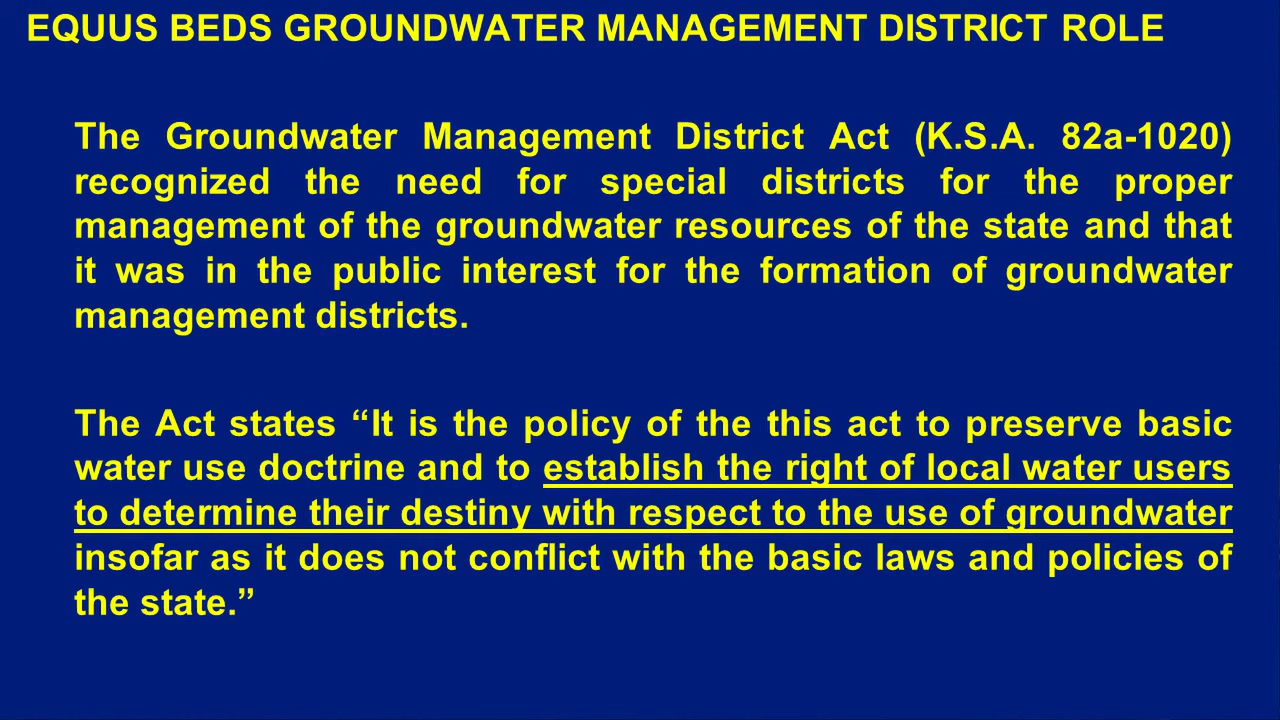 EQUUS BEDS GROUNDWATER MANAGEMENT DISTRICT ROLE
The Groundwater Management District Act (K.S.A. 82a-1020)
recognized the need for special districts for the proper
management of the groundwater resources of the state and that
it was in the public interest for the formation of groundwater
management districts.
The Act states “It is the policy of the this act to preserve basic
water use doctrine and to establish the right of local water users
to determine their destiny with respect to the use of groundwater
insofar as it does not conflict with the basic laws and policies of
the state.”